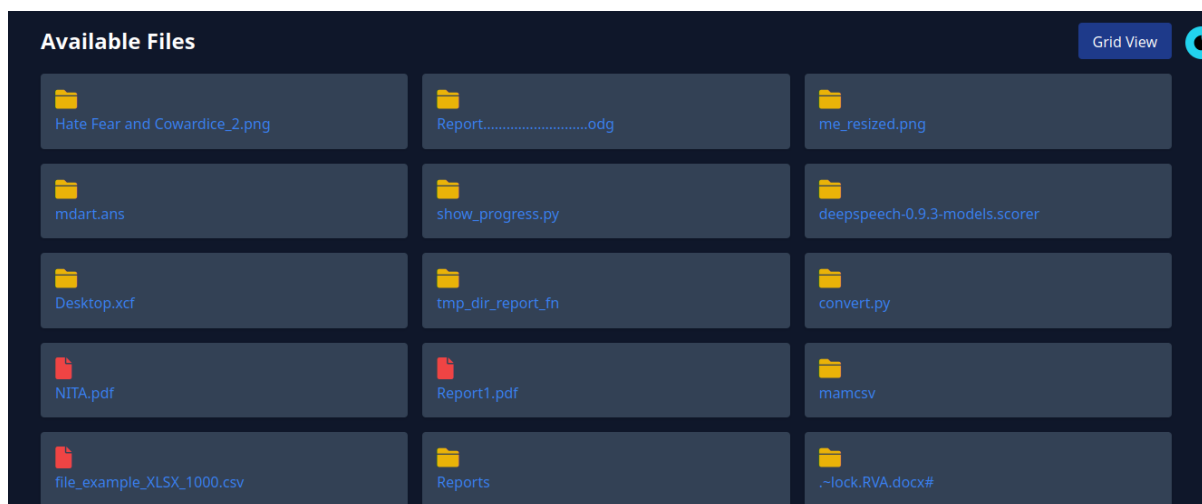 Available Files
Grid View
Hate Fear and Cowardice_2.png
Report...........................odg
me_resized.png
mdart.ans
show_progress.py
deepspeech-0.9.3-models.scorer
Desktop.xcf
tmp_dir_report_fn
convert.py
NITA.pdf
Report1.pdf
mamcsv
file_example_XLSX_1000.csv
Reports
.~lock.RVA.docx#